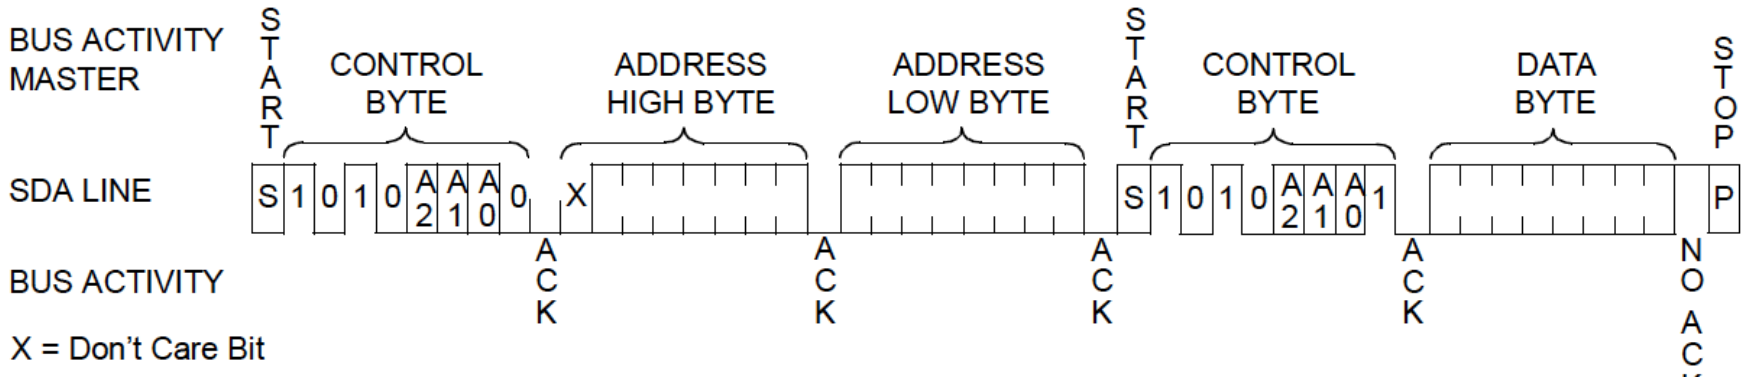 BUS ACTIVITY
MASTER
START
CONTROL
BYTE
ADDRESS
HIGH BYTE
ADDRESS
LOW BYTE
START
CONTROL
BYTE
DATA
BYTE
STOP
SDA LINE
S 1 0 1 0 A2 A1 A0 0 X S 1 0 1 0 A2 A1 A0 1 P
BUS ACTIVITY
ACK
ACK
ACK
ACK
NO ACK
X = Don't Care Bit